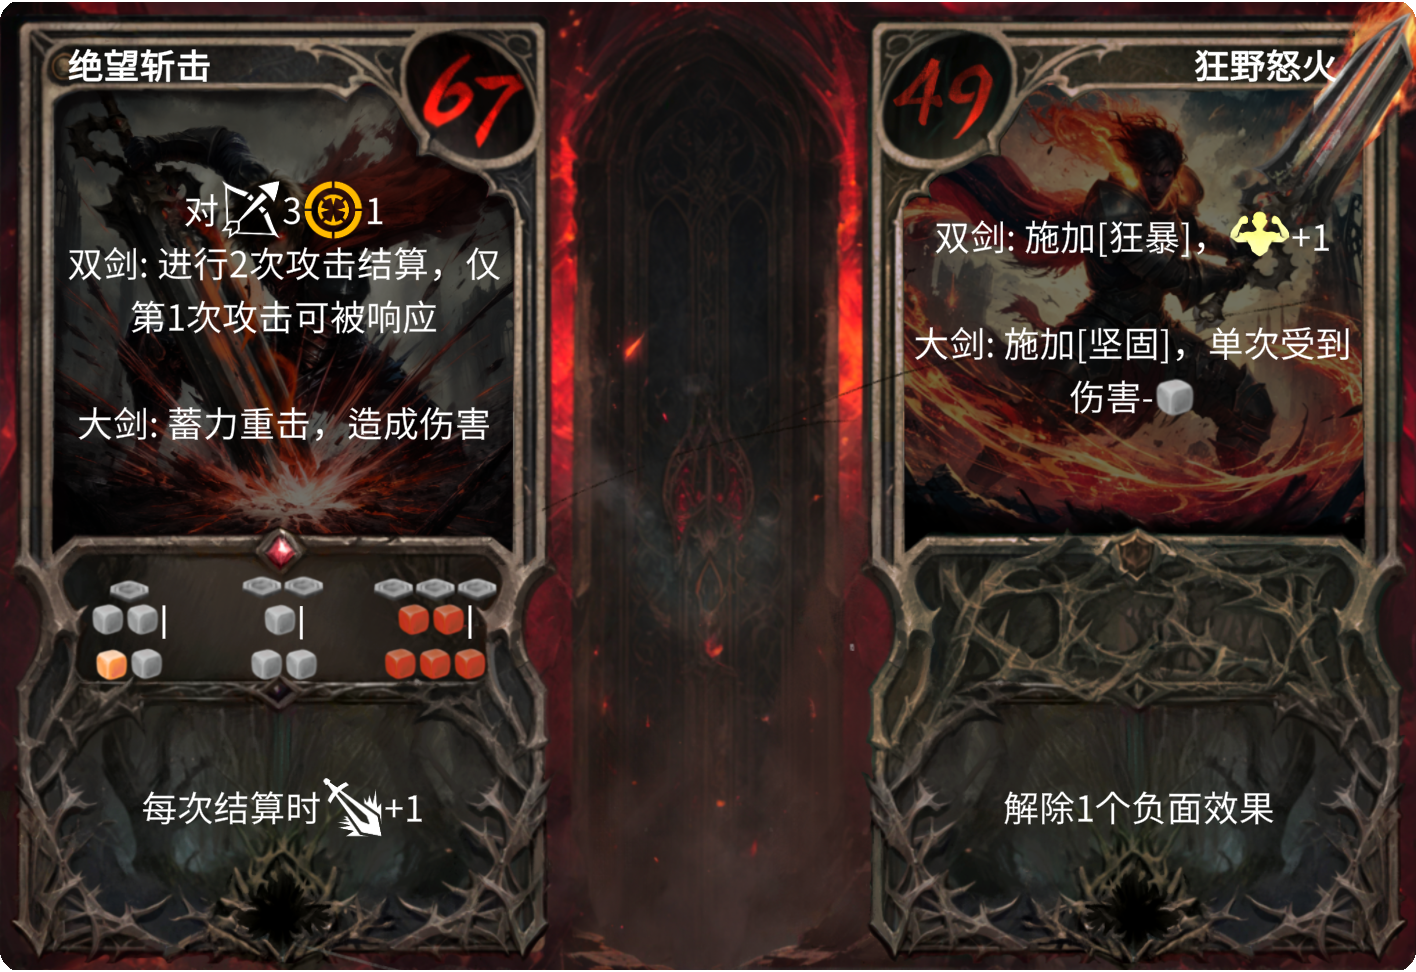 绝望斩击
67
对3 1
双剑: 进行2次攻击结算，仅
第1次攻击可被响应
大剑: 蓄力重击，造成伤害
每次结算时+1
49
狂野怒火
双剑: 施加[狂暴]，+1
大剑: 施加[坚固]，单次受到
伤害-
解除1个负面效果